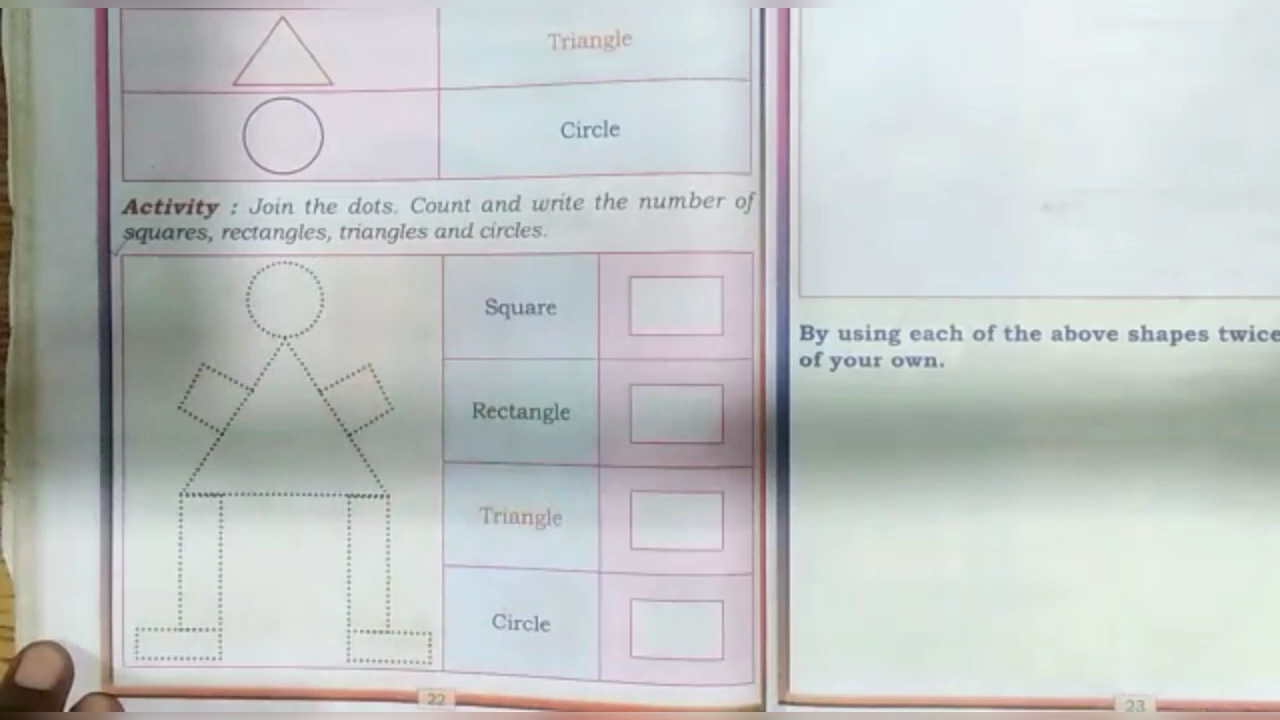 Triangle
Circle
Activity : Join the dots. Count and write the number of
squares, rectangles, triangles and circles.
Square
Rectangle
Triangle
Circle
22
By using each of the above shapes twice
of your own.
23